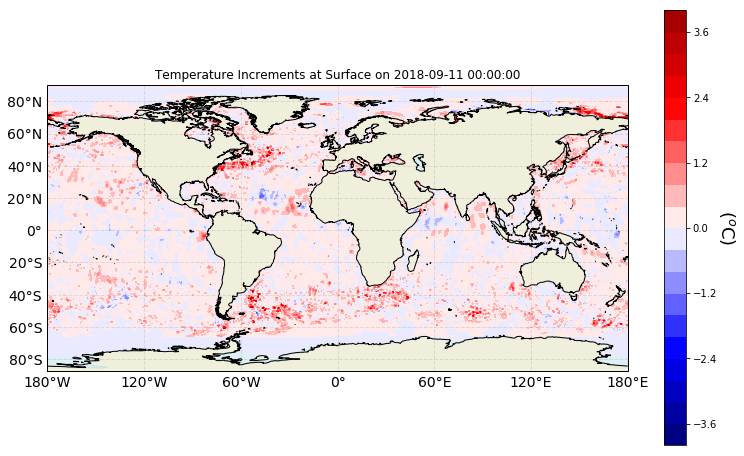 Temperature Increments at Surface on 2018-09-11 00:00:00
80°N
60°N
40°N
20°N
0°
20°S
40°S
60°S
80°S
180°W
120°W
60°W
0°
60°E
120°E
180°E
3.6
2.4
1.2
0.0
−1.2
−2.4
−3.6
(°C)